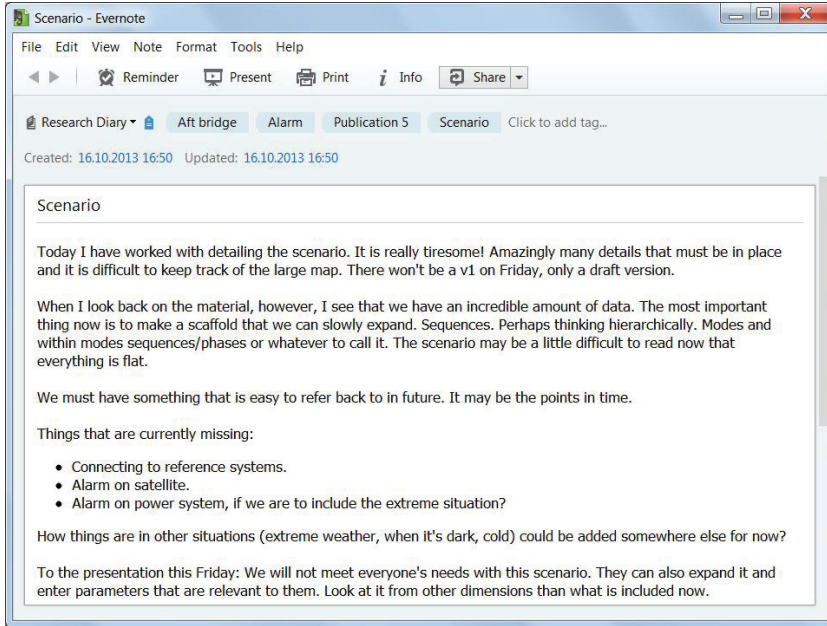 Scenario - Evernote
File Edit View Note Format Tools Help
Reminder Present Print i Info Share
Research Diary Aft bridge Alarm Publication 5 Scenario Click to add tag...
Created: 16.10.2013 16:50 Updated: 16.10.2013 16:50
Scenario
Today I have worked with detailing the scenario. It is really tiresome! Amazingly many details that must be in place
and it is difficult to keep track of the large map. There won't be a v1 on Friday, only a draft version.
When I look back on the material, however, I see that we have an incredible amount of data. The most important
thing now is to make a scaffold that we can slowly expand. Sequences. Perhaps thinking hierarchically. Modes and
within modes sequences/phases or whatever to call it. The scenario may be a little difficult to read now that
everything is flat.
We must have something that is easy to refer back to in future. It may be the points in time.
Things that are currently missing:
• Connecting to reference systems.
• Alarm on satellite.
• Alarm on power system, if we are to include the extreme situation?
How things are in other situations (extreme weather, when it's dark, cold) could be added somewhere else for now?
To the presentation this Friday: We will not meet everyone's needs with this scenario. They can also expand it and
enter parameters that are relevant to them. Look at it from other dimensions than what is included now.